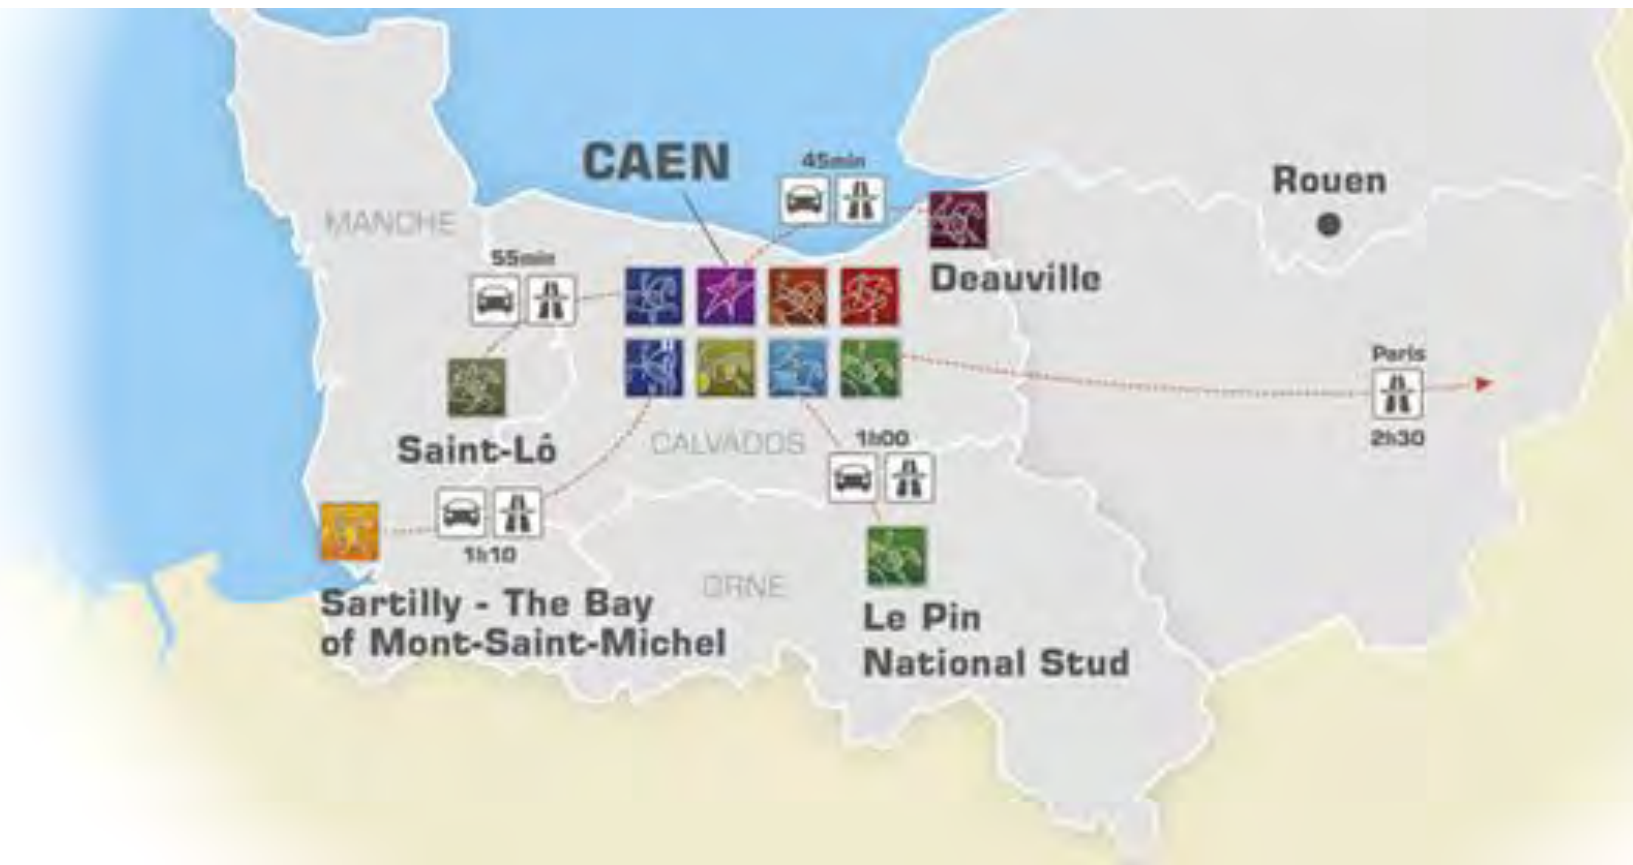 CAEN
45min
Rouen
MANCHE
55min
Deauville
Paris
2h30
Saint-Lô
CALVADOS
1h00
1h10
ORNE
Sartilly - The Bay
of Mont-Saint-Michel
Le Pin
National Stud